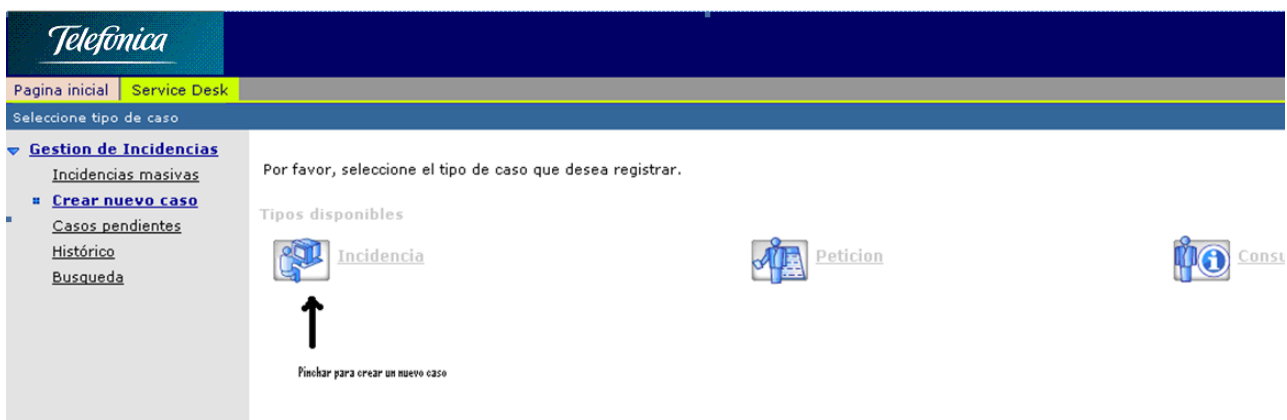 Telefónica
Pagina inicial Service Desk
Seleccione tipo de caso
Gestion de Incidencias
Incidencias masivas
Crear nuevo caso
Casos pendientes
Histórico
Busqueda
Por favor, seleccione el tipo de caso que desea registrar.
Tipos disponibles
Incidencia Peticion Consu
Pinchar para crear un nuevo caso